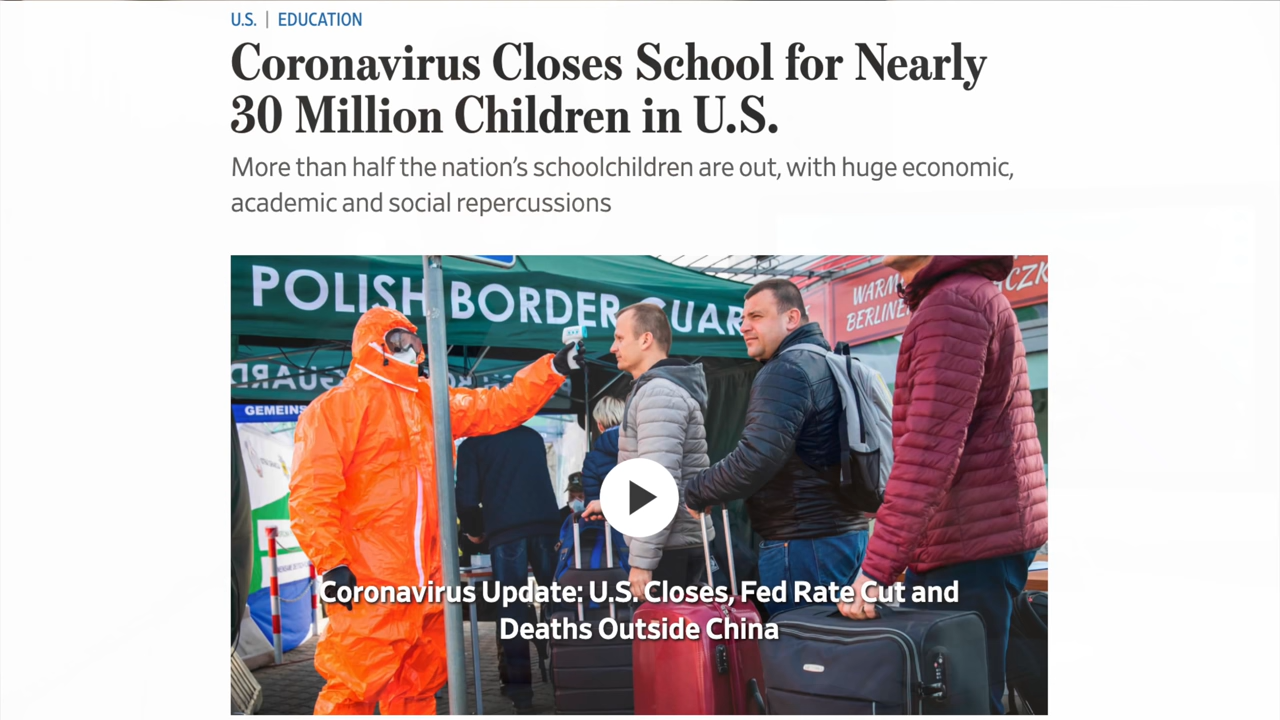 U.S. | EDUCATION
Coronavirus Closes School for Nearly
30 Million Children in U.S.
More than half the nation's schoolchildren are out, with huge economic,
academic and social repercussions
POLISH BORDER GUAR
WARM
BERLINE
CZK
GUARD
GEMEINS
Coronavirus Update: U.S. Closes, Fed Rate Cut and
Deaths Outside China